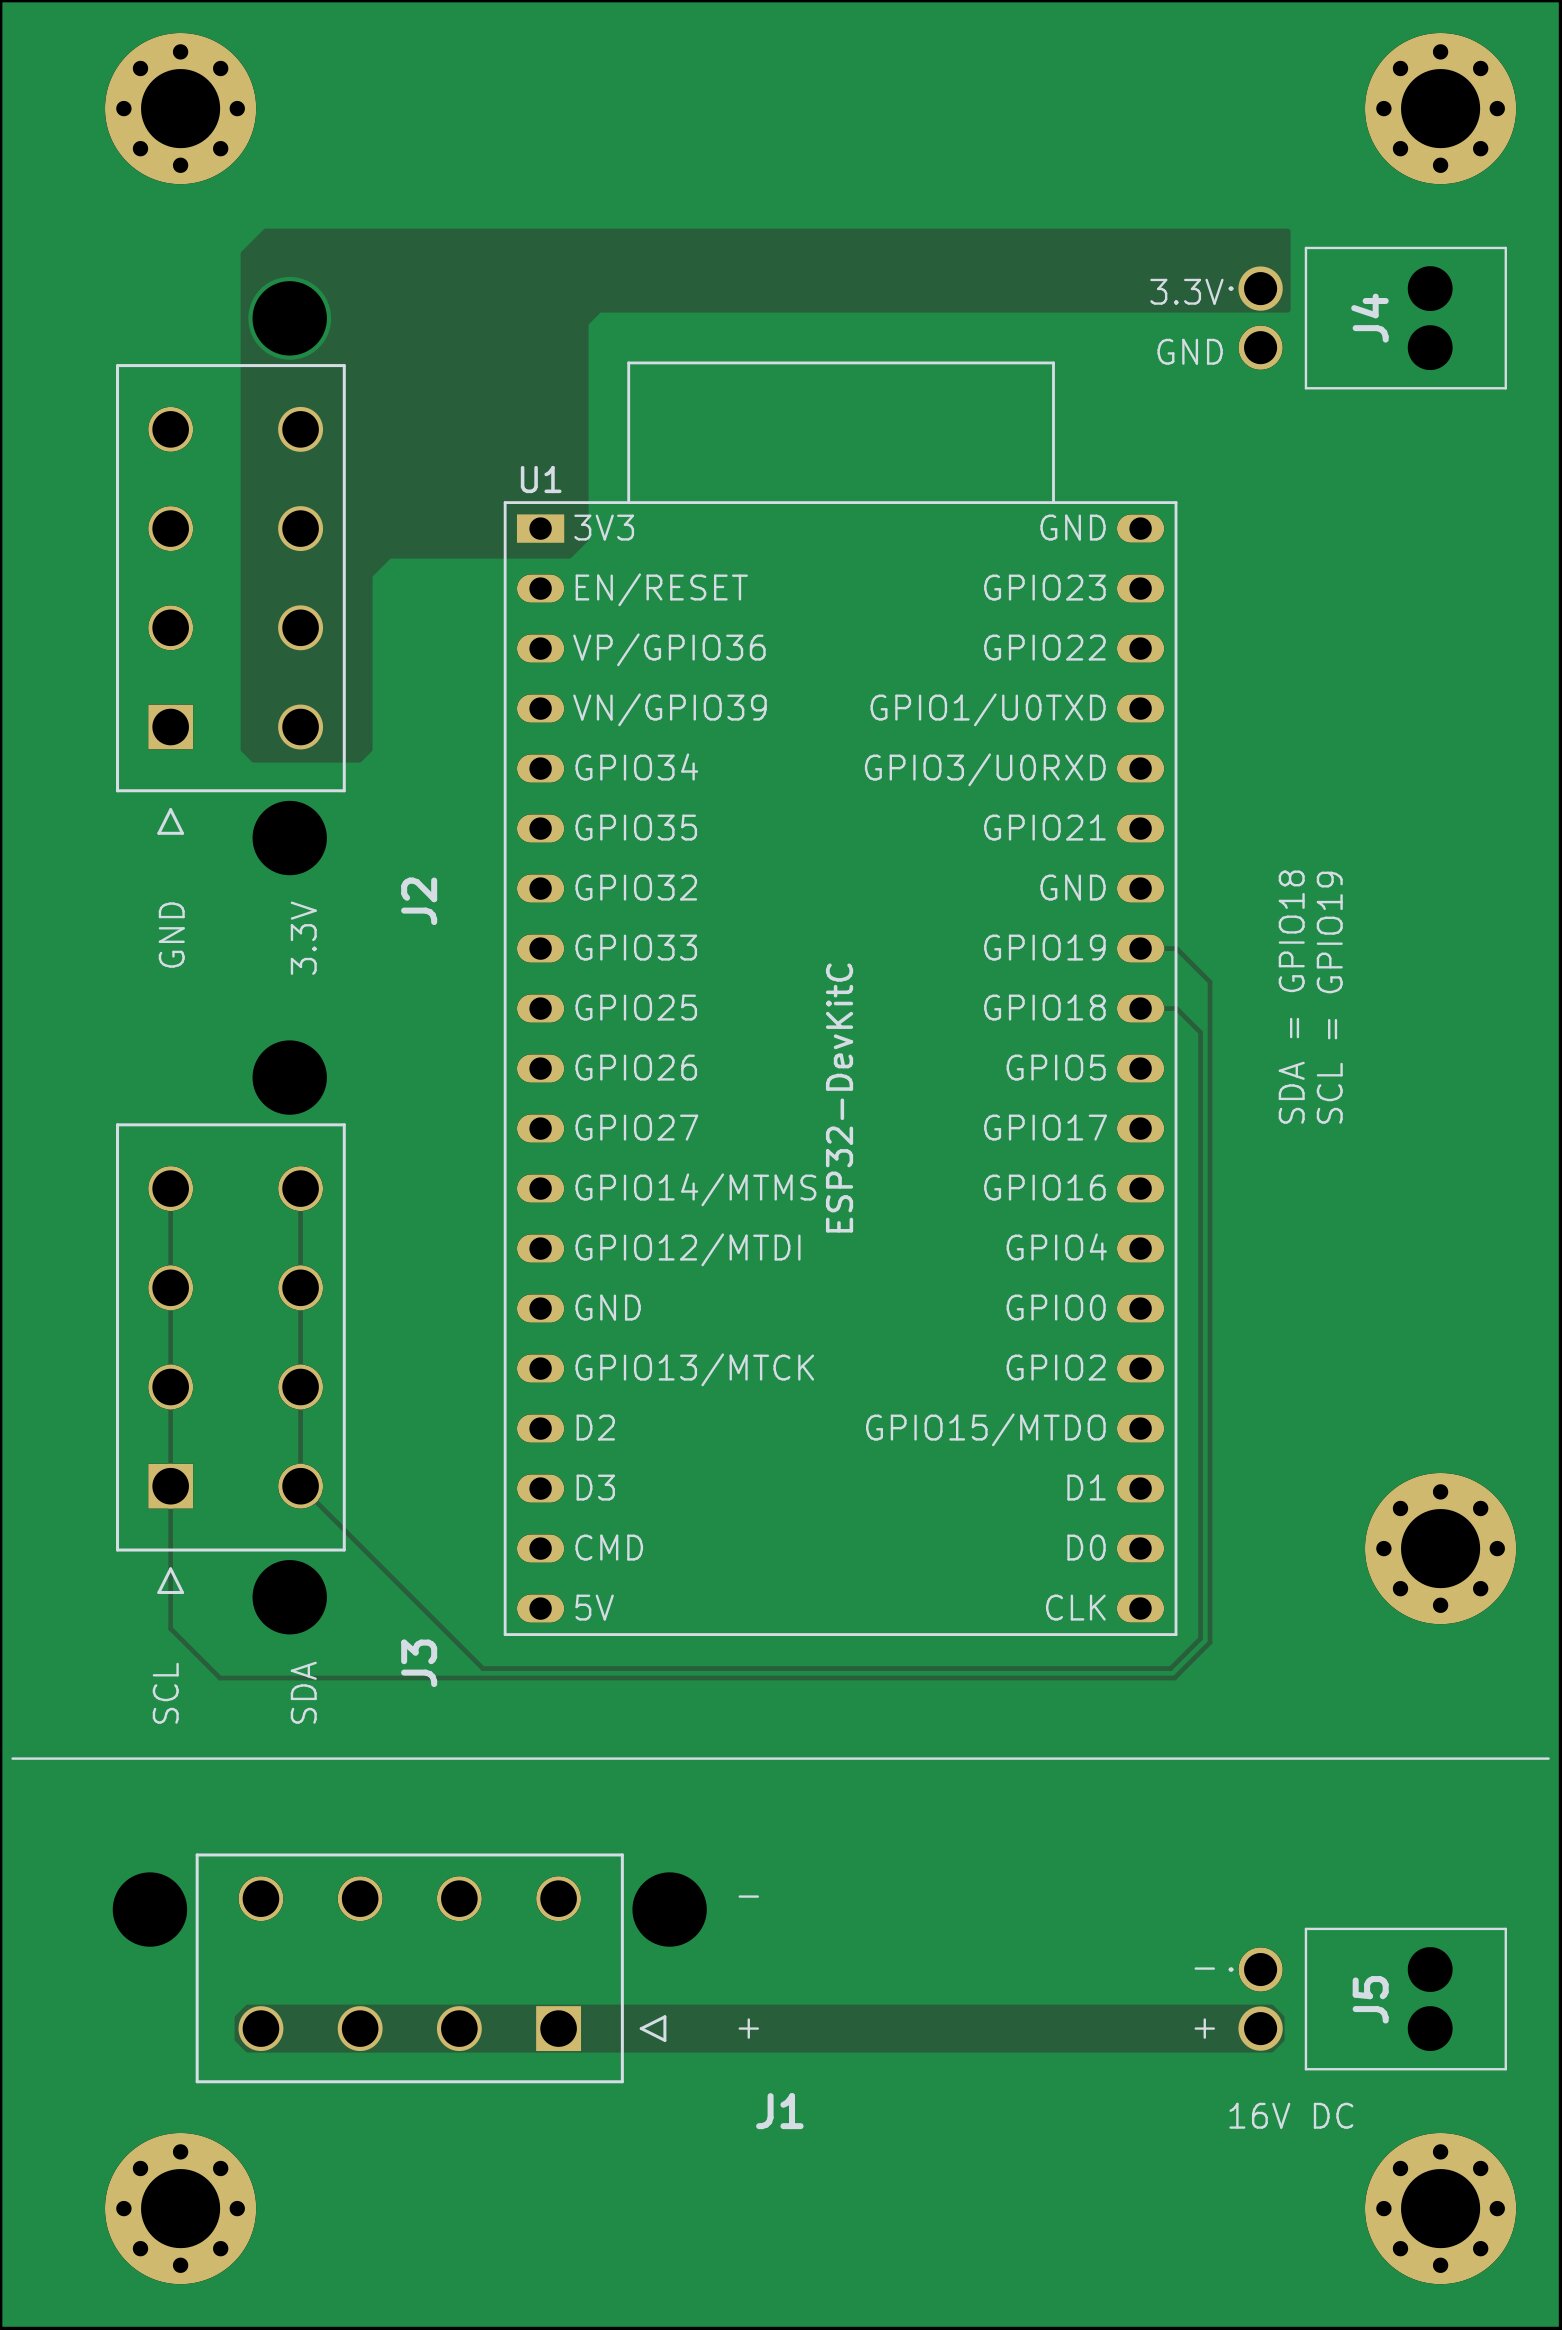 3.3V
GND
J4
U1
3V3 GND
EN/RESET GPIO23
VP/GPIO36 GPIO22
VN/GPIO39 GPIO1/U0TXD
GPIO34 GPIO3/U0RXD
GPIO35 GPIO21
GPIO32 GND
GPIO33 GPIO19
GPIO25 GPIO18
GPIO26 GPIO5
GPIO27 GPIO17
GPIO14/MTMS GPIO16
GPIO12/MTDI GPIO4
GND GPIO0
GPIO13/MTCK GPIO2
D2 GPIO15/MTDO
D3 D1
CMD D0
5V CLK
ESP32-DevKitC
GND
3.3V
J2
SDA = GPIO18
SCL = GPIO19
SCL
SDA
J3
-
+
J1
-
+
J5
16V DC